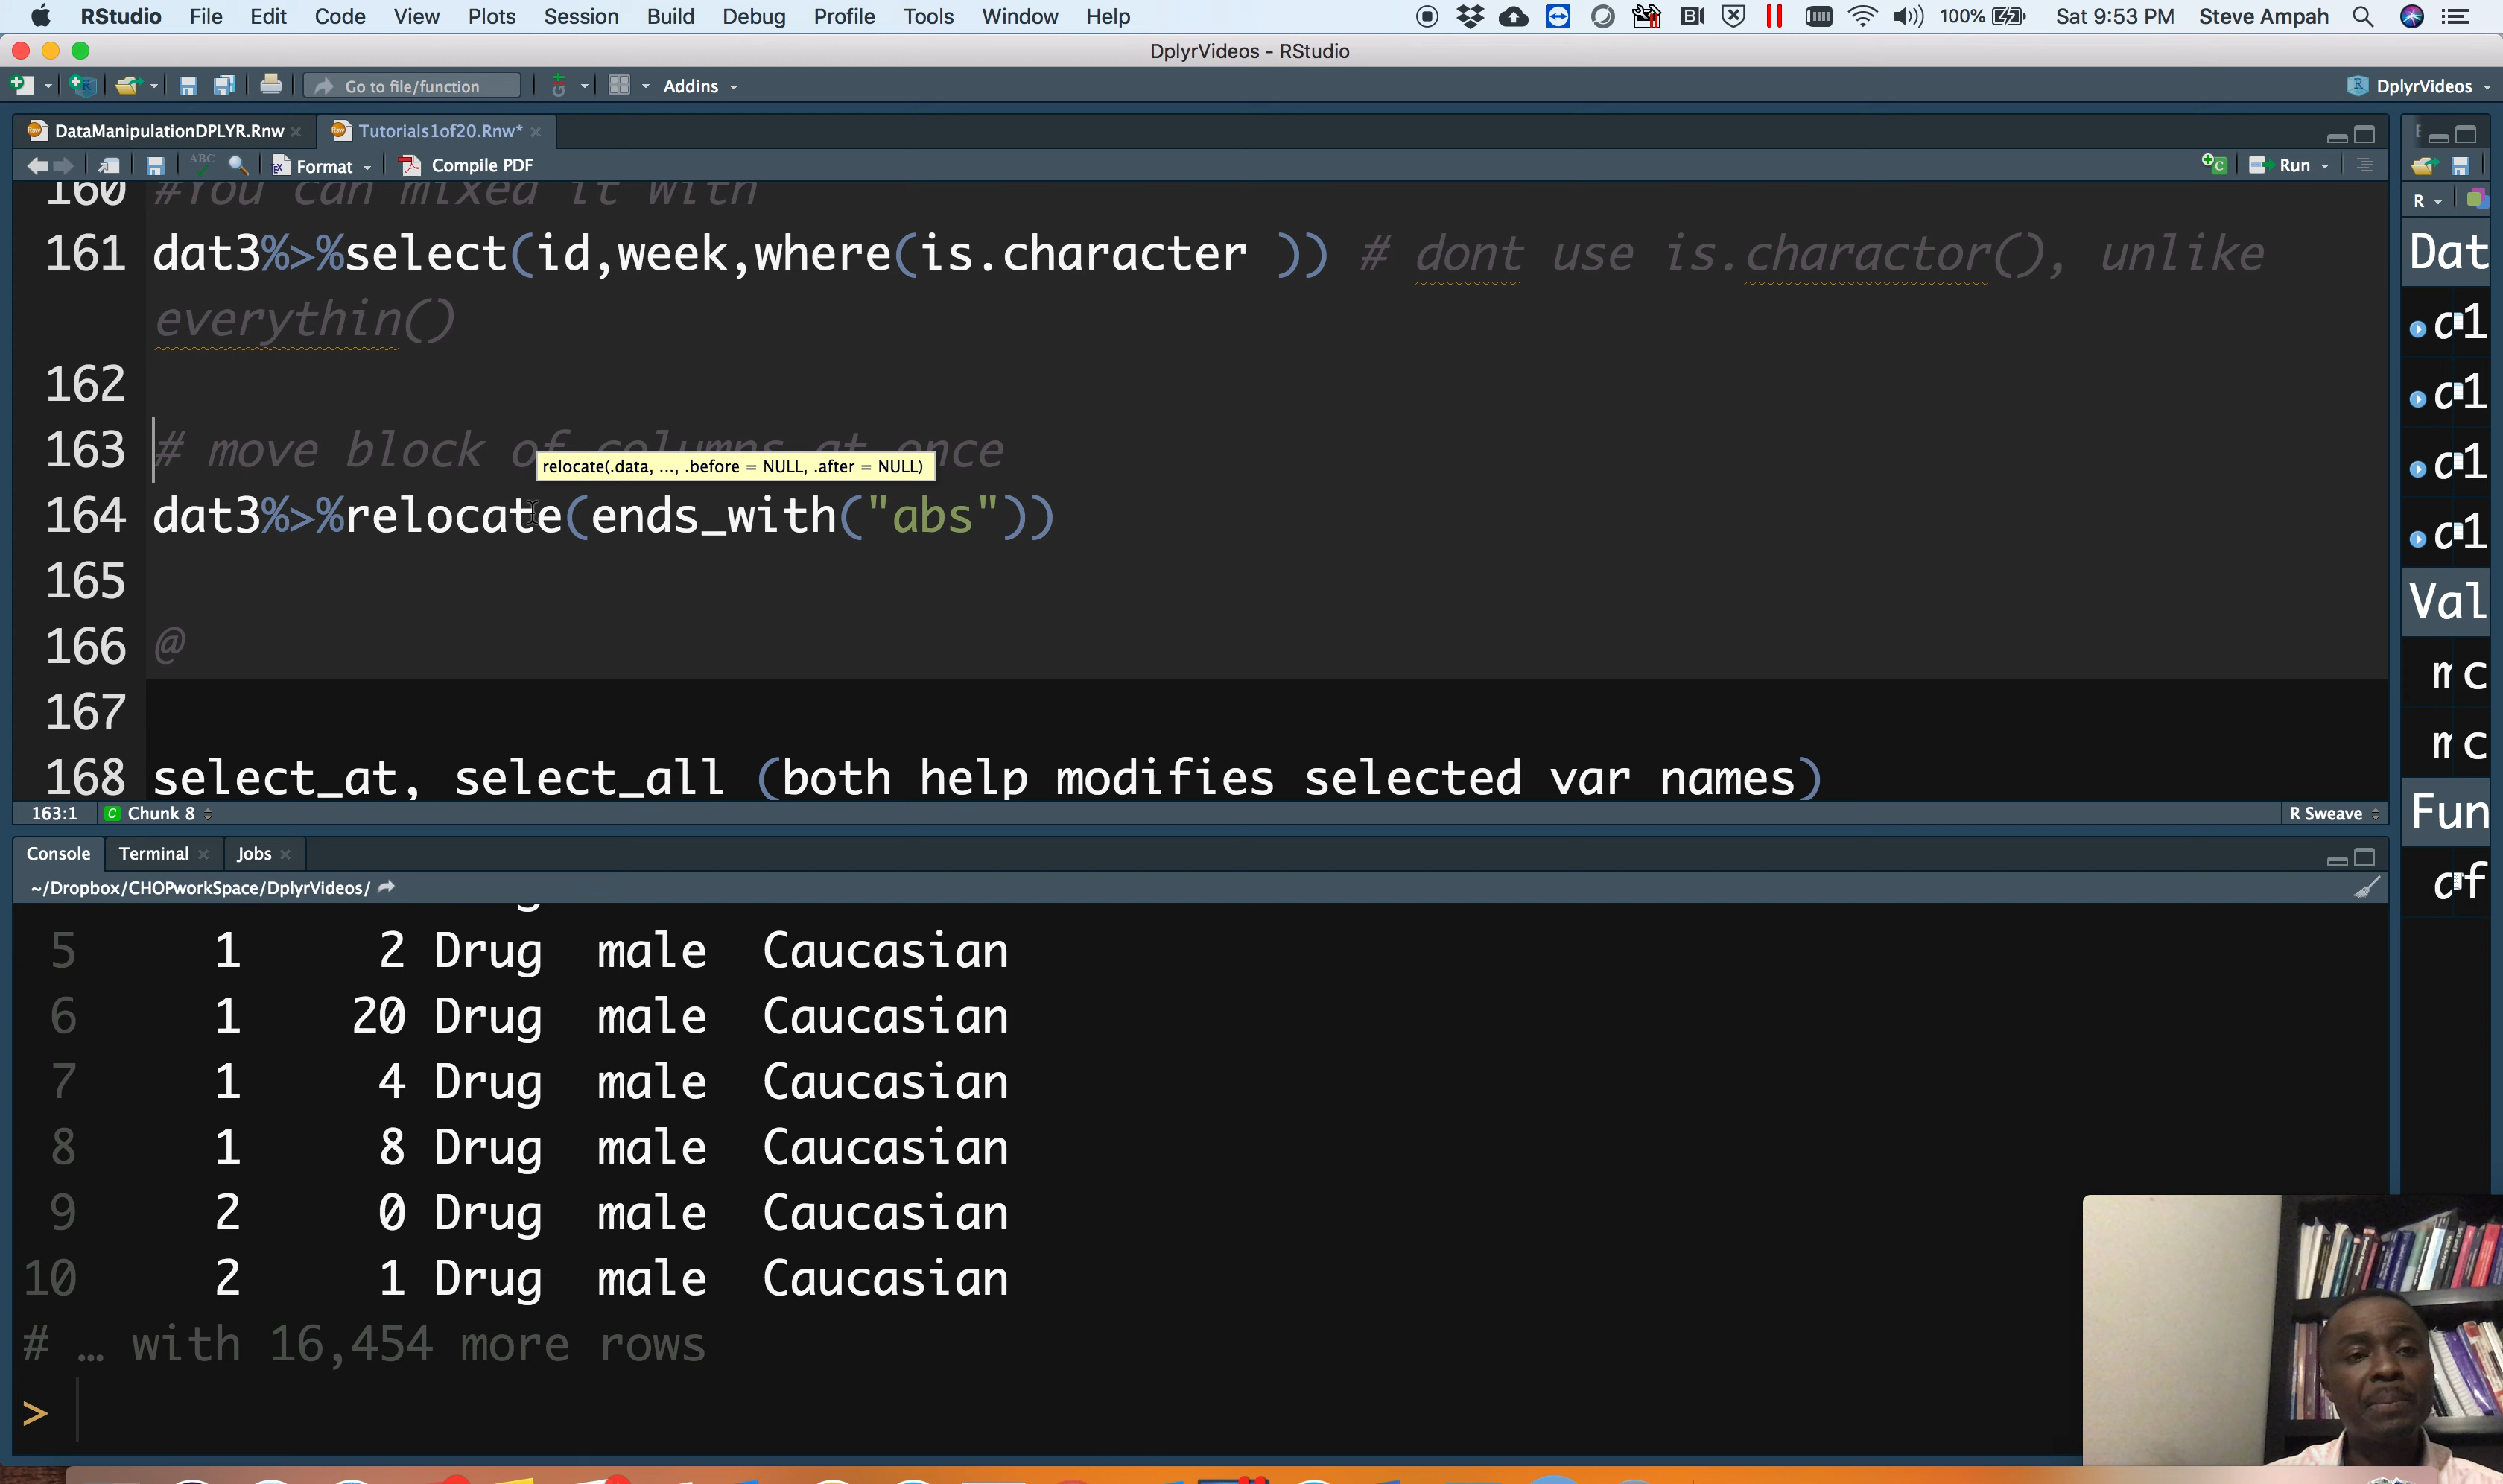 RStudio File Edit Code View Plots Session Build Debug Profile Tools Window Help 100% Sat 9:53 PM Steve Ampah
DplyrVideos - RStudio
Go to file/function Addins DplyrVideos
DataManipulationDPLYR.Rnw Tutorials1of20.Rnw*
ABC Format Compile PDF Run
R
160 #You can mixed it with
161 dat3%>%select(id,week,where(is.character )) # dont use is.charactor(), unlike
everythin()
162
163 # move block of columns at once
relocate(.data, ..., .before = NULL, .after = NULL)
164 dat3%>%relocate(ends_with("abs"))
165
166 @
167
168 select_at, select_all (both help modifies selected var names)
163:1 Chunk 8 R Sweave
Dat
Val
Fun
Console Terminal Jobs
~/Dropbox/CHOPworkSpace/DplyrVideos/
5 1 2 Drug male Caucasian
6 1 20 Drug male Caucasian
7 1 4 Drug male Caucasian
8 1 8 Drug male Caucasian
9 2 0 Drug male Caucasian
10 2 1 Drug male Caucasian
# … with 16,454 more rows
>